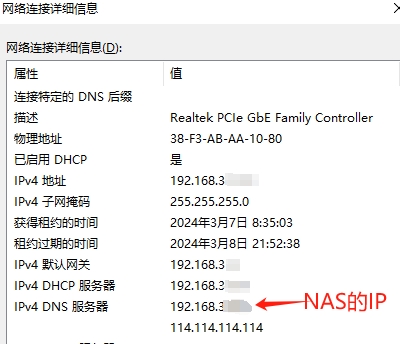 网络连接详细信息
网络连接详细信息(D):
属性 值
连接特定的 DNS 后缀
描述 Realtek PCIe GbE Family Controller
物理地址 38-F3-AB-AA-10-80
已启用 DHCP 是
IPv4 地址 192.168.3
IPv4 子网掩码 255.255.255.0
获得租约的时间 2024年3月7日 8:35:03
租约过期的时间 2024年3月8日 21:52:38
IPv4 默认网关 192.168.3
IPv4 DHCP 服务器 192.168.3
IPv4 DNS 服务器 192.168.3 NAS的IP
114.114.114.114